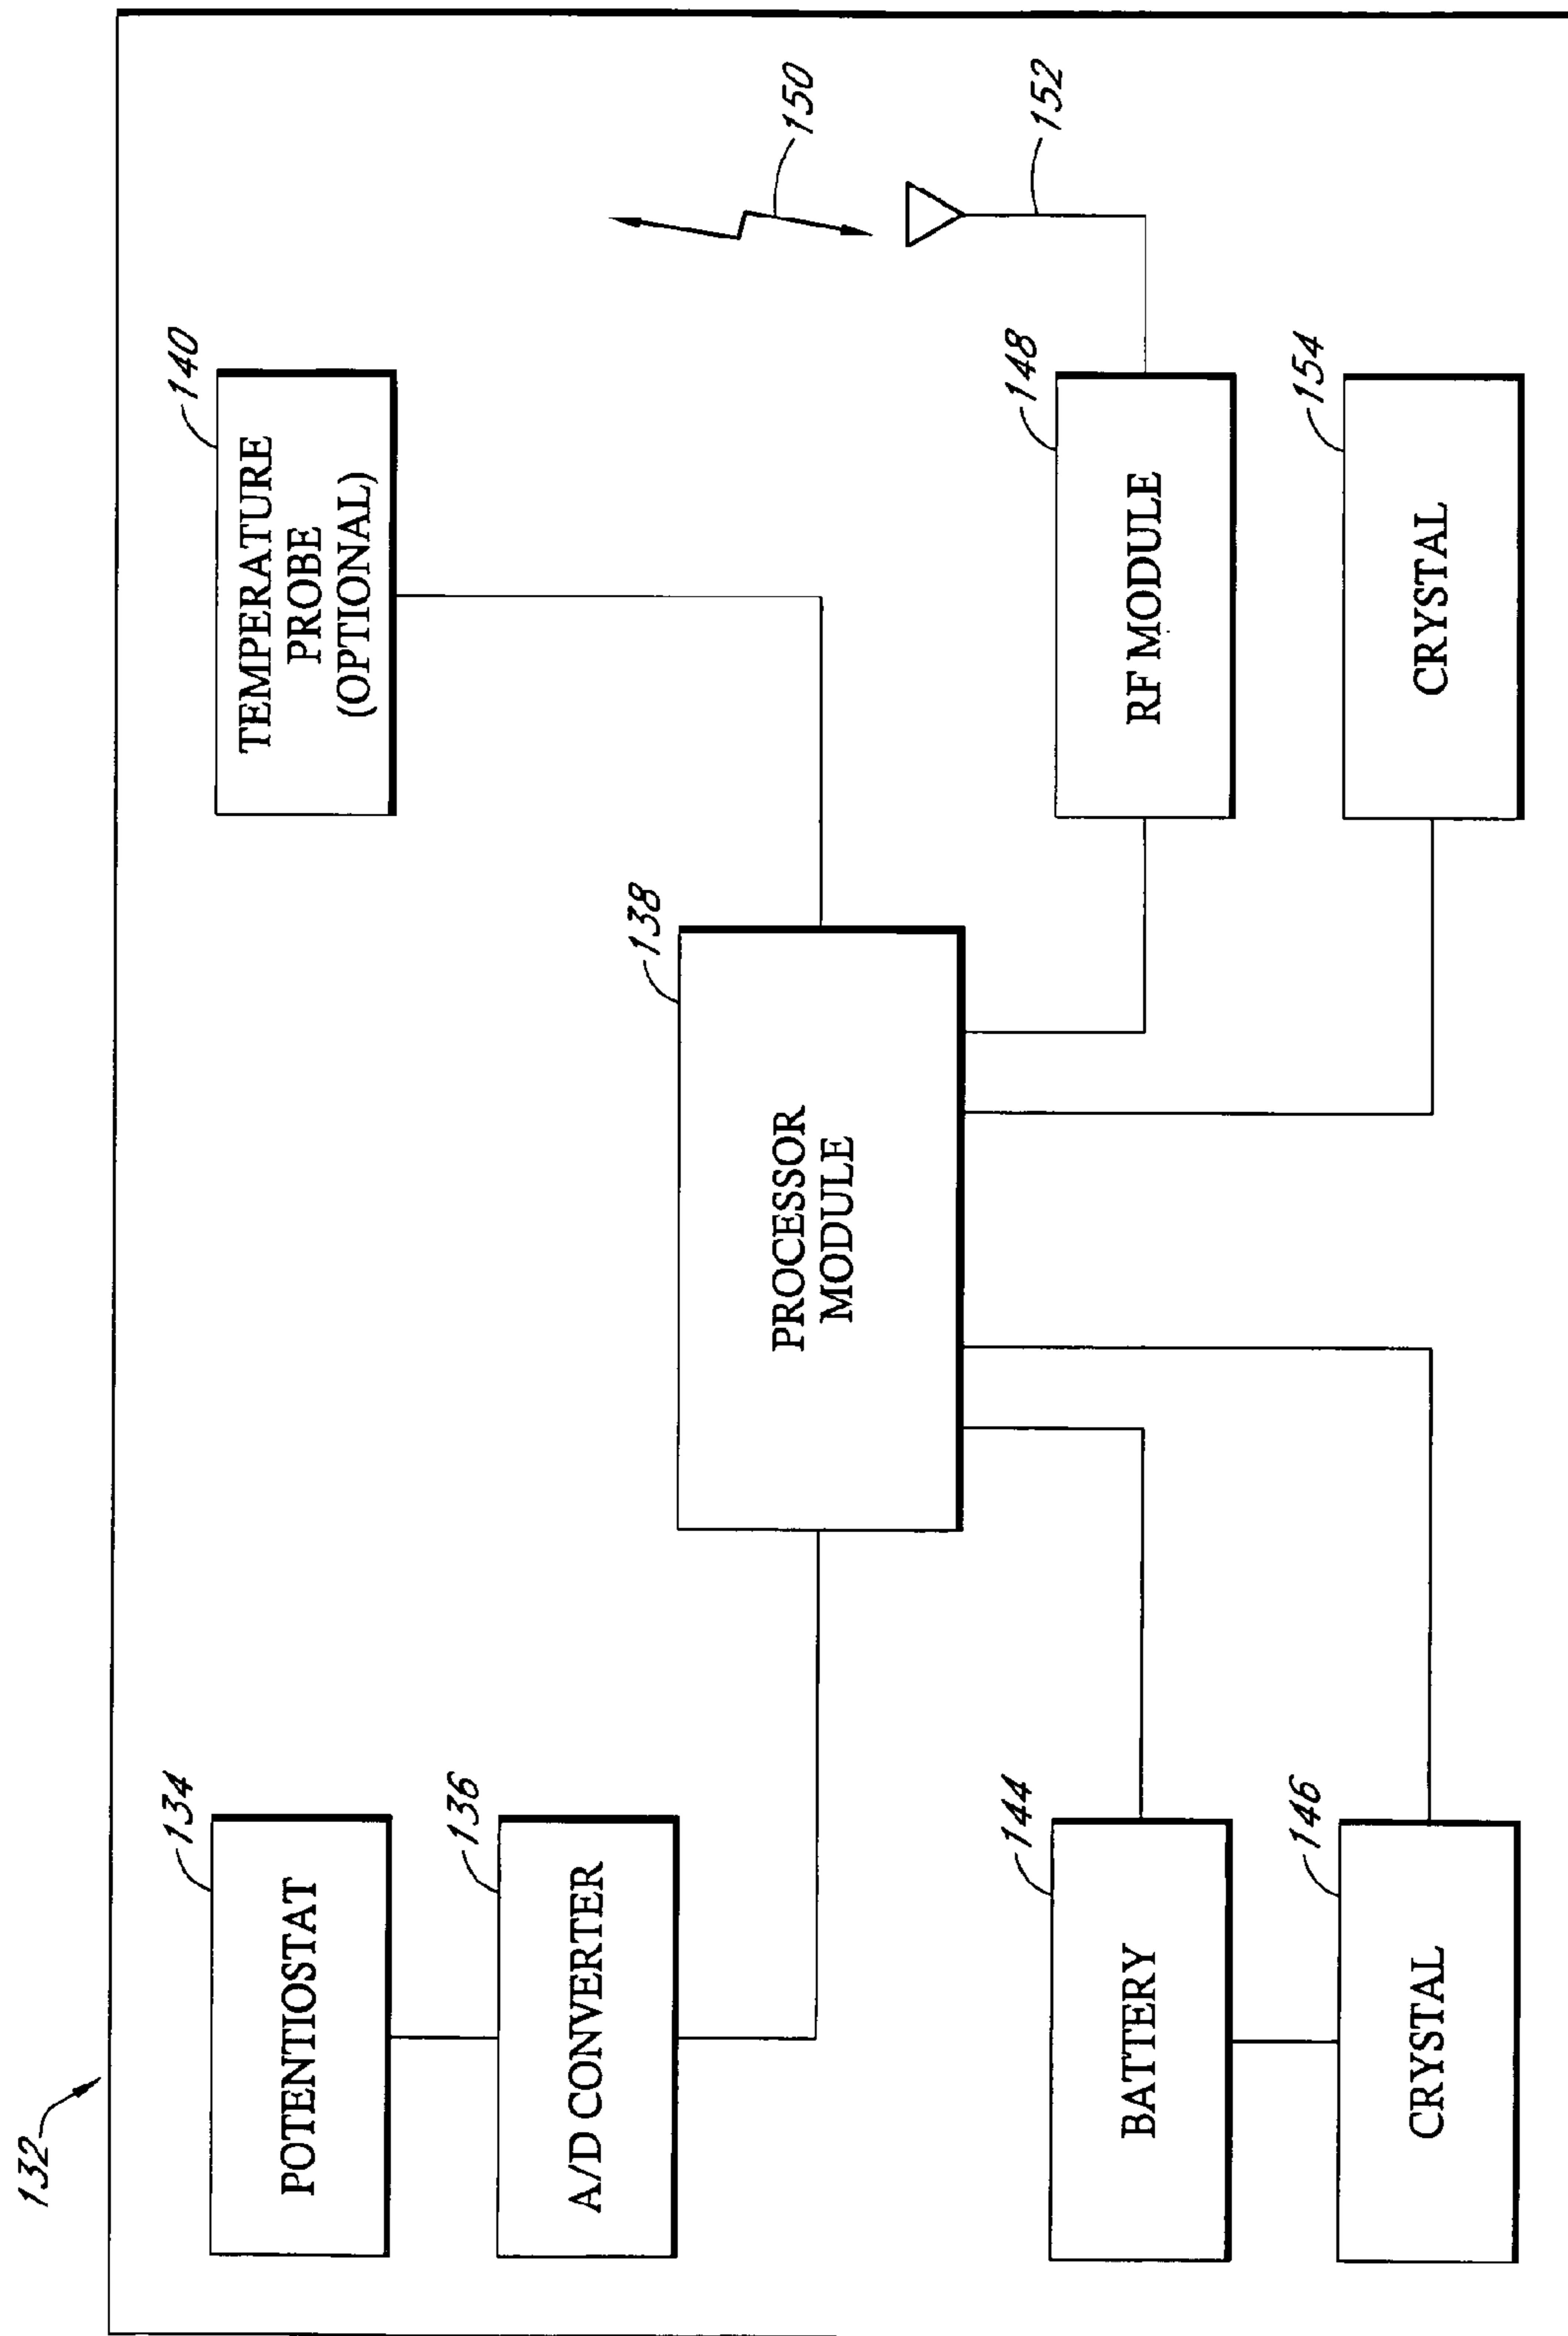 132
134
POTENTIOSTAT
136
A/D CONVERTER
138
PROCESSOR
MODULE
140
TEMPERATURE
PROBE
(OPTIONAL)
144
BATTERY
146
CRYSTAL
148
RF MODULE
150
152
154
CRYSTAL